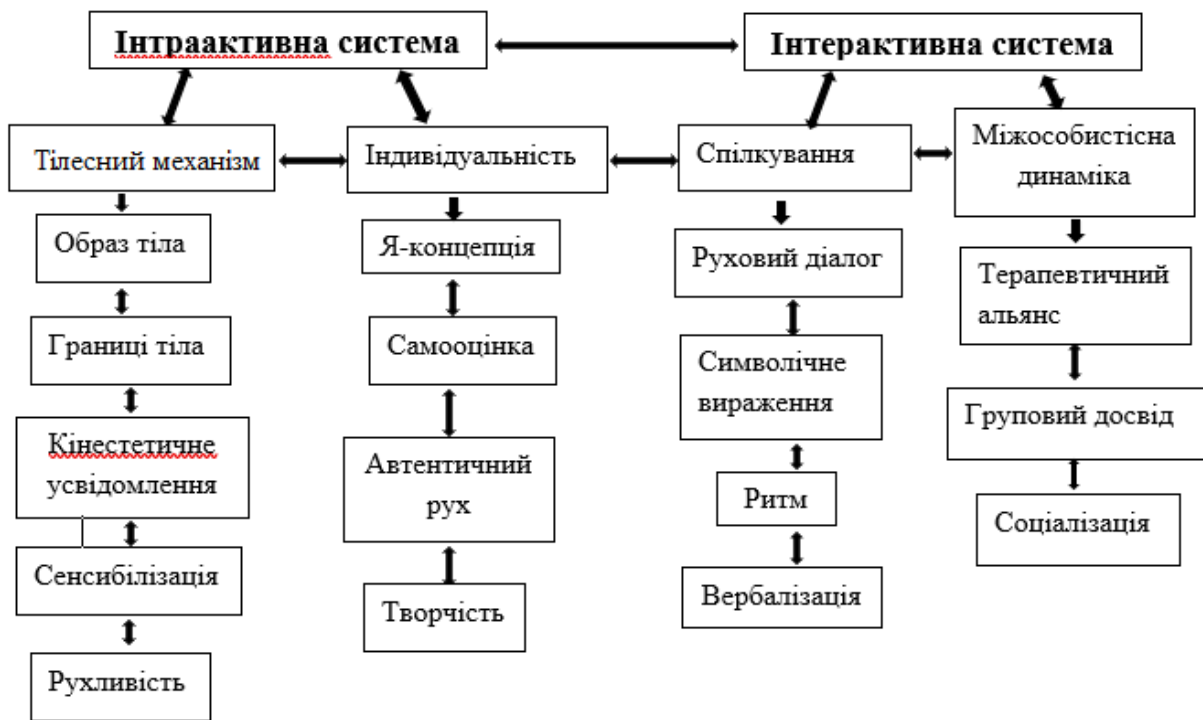 Інтраактивна система
Інтерактивна система
Тілесний механізм
Індивідуальність
Спілкування
Міжособистісна
динаміка
Образ тіла
Я-концепція
Руховий діалог
Терапевтичний
альянс
Границі тіла
Самооцінка
Символічне
вираження
Груповий досвід
Кінестетичне
усвідомлення
Автентичний
рух
Ритм
Соціалізація
Сенсибілізація
Творчість
Вербалізація
Рухливість